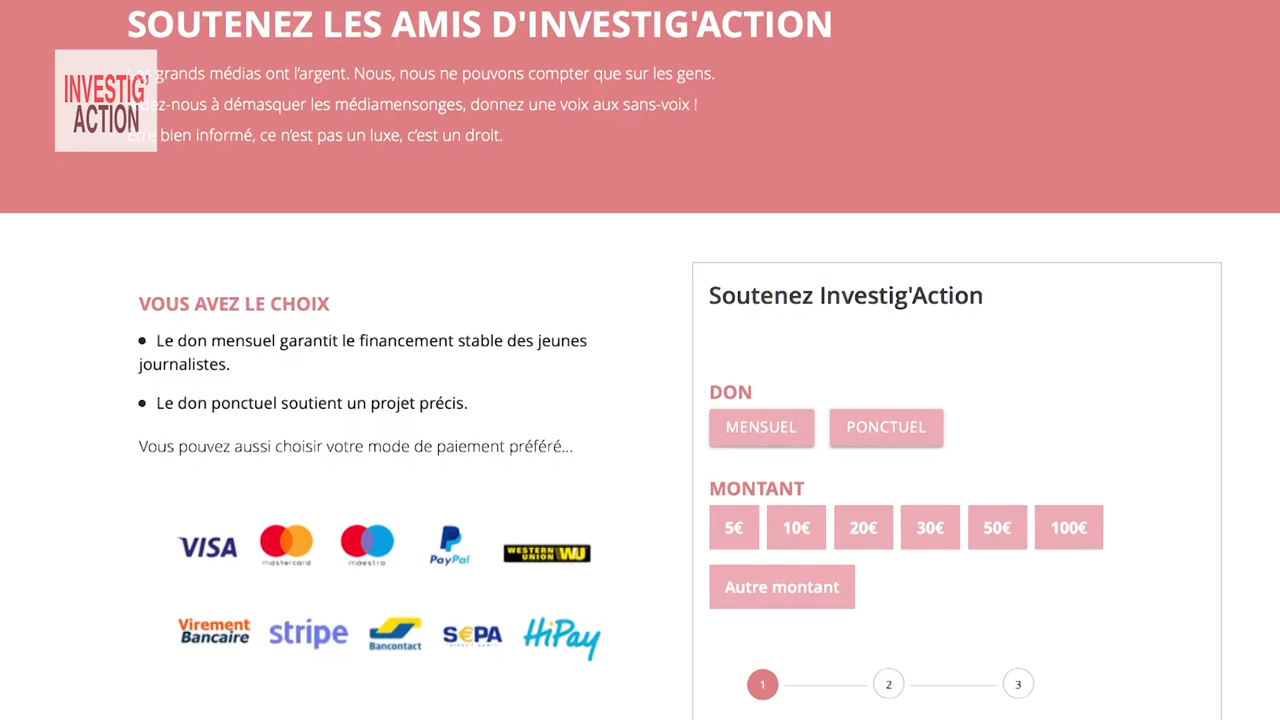 SOUTENEZ LES AMIS D'INVESTIG'ACTION
grands médias ont l’argent. Nous, nous ne pouvons compter que sur les gens.
à démasquer les médiamensonges, donnez une voix aux sans-voix !
bien informé, ce n’est pas un luxe, c’est un droit.
INVESTIG
ACTION
VOUS AVEZ LE CHOIX
• Le don mensuel garantit le financement stable des jeunes
journalistes.
• Le don ponctuel soutient un projet précis.
Vous pouvez aussi choisir votre mode de paiement préféré...
VISA
mastercard
maestro
PayPal
WESTERN
UNION WU
Virement
Bancaire
stripe
Bancontact
S€PA
HiPay
Soutenez Investig'Action
DON
MENSUEL PONCTUEL
MONTANT
5€ 10€ 20€ 30€ 50€ 100€
Autre montant
1 2 3